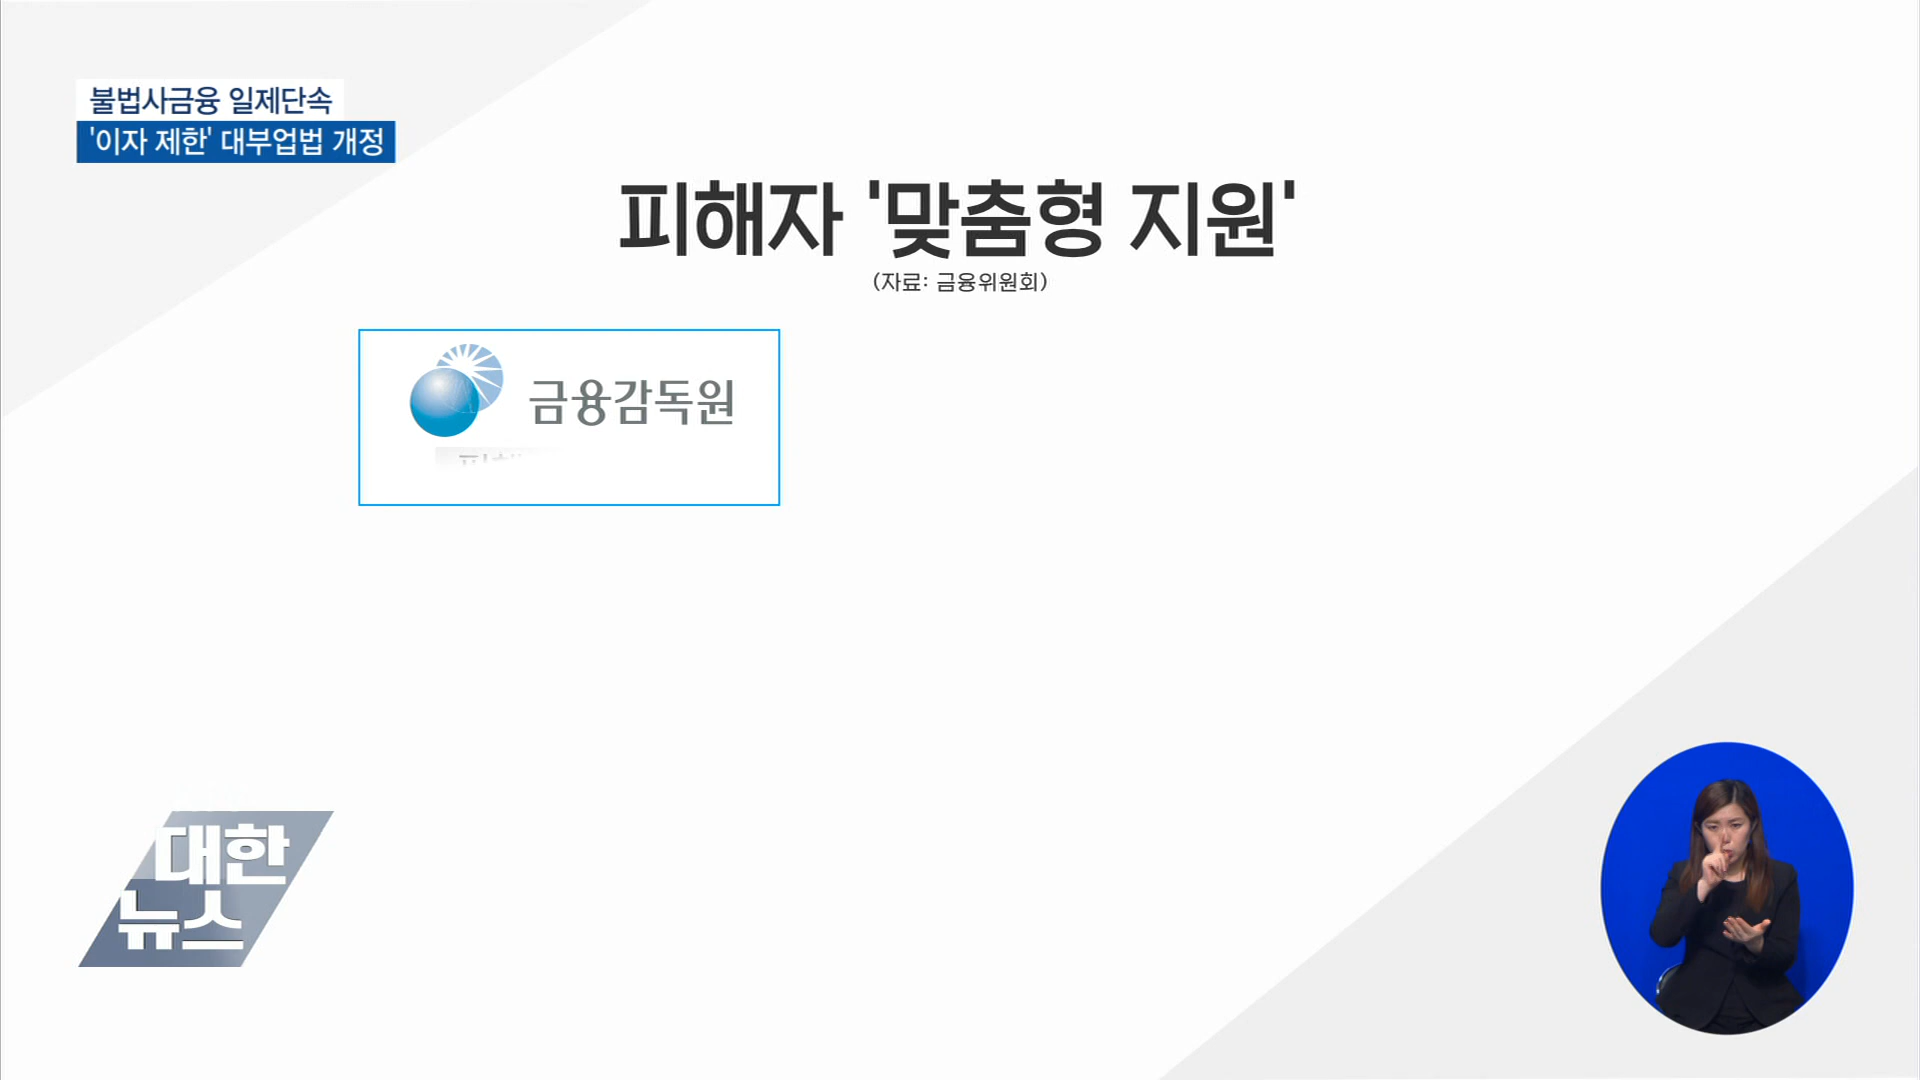 불법사금융 일제단속
'이자 제한' 대부업법 개정
피해자 '맞춤형 지원'
(자료: 금융위원회)
금융감독원
대한
뉴스